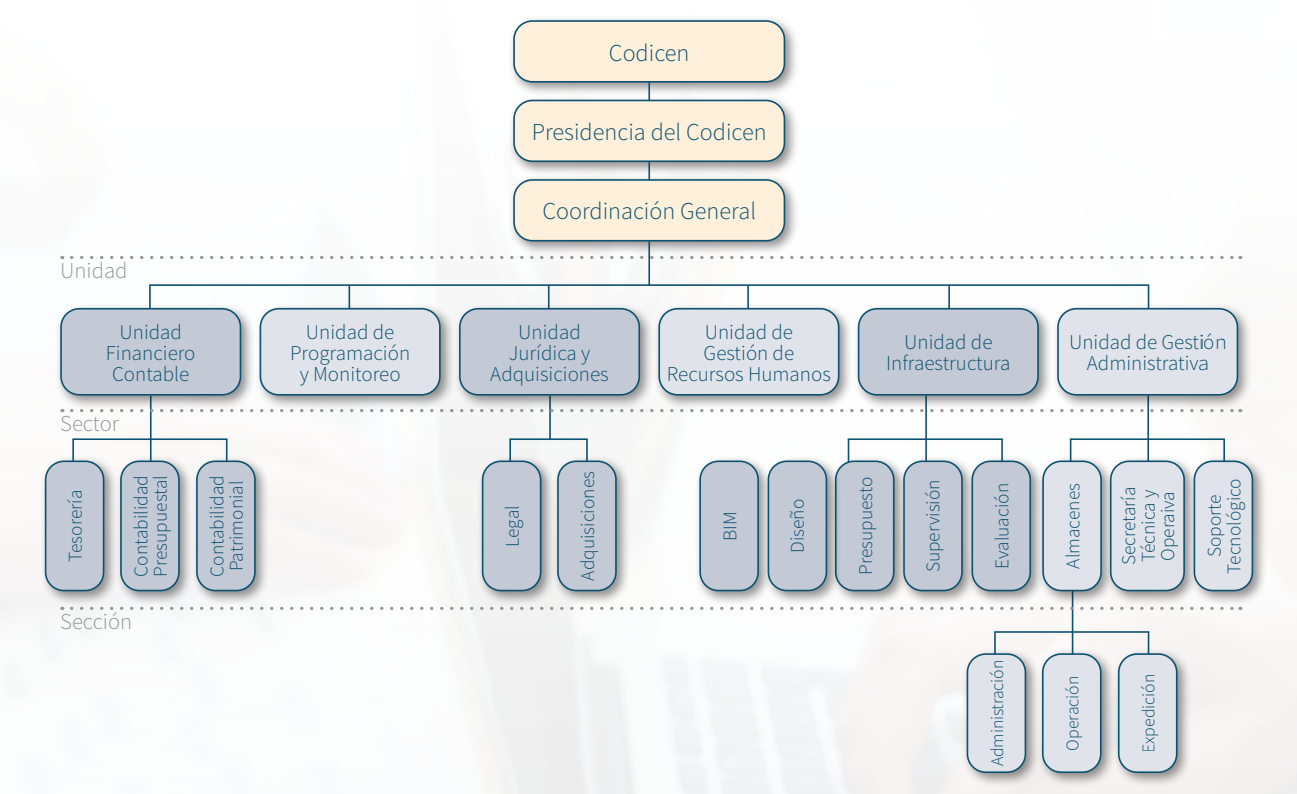 Codicen
Presidencia del Codicen
Coordinación General
Unidad
Unidad
Financiero
Contable
Unidad de
Programación
y Monitoreo
Unidad
Jurídica y
Adquisiciones
Unidad de
Gestión de
Recursos Humanos
Unidad de
Infraestructura
Unidad de Gestión
Administrativa
Sector
Tesorería
Contabilidad
Presupuestal
Contabilidad
Patrimonial
Legal
Adquisiciones
BIM
Diseño
Presupuesto
Supervisión
Evaluación
Almacenes
Secretaría
Técnica y
Operaiva
Soporte
Tecnológico
Sección
Administración
Operación
Expedición